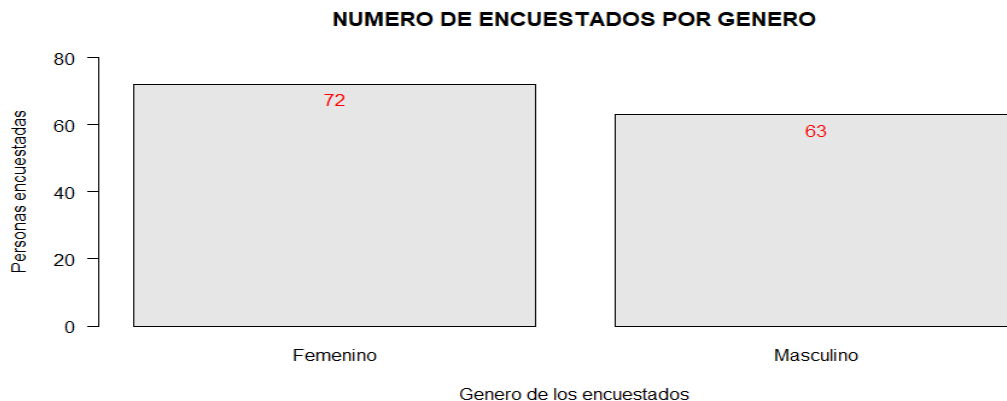 NUMERO DE ENCUESTADOS POR GENERO
Personas encuestadas
80
60
40
20
0
72
63
Femenino
Masculino
Genero de los encuestados